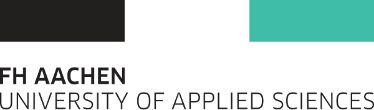 FH AACHEN
UNIVERSITY OF APPLIED SCIENCES